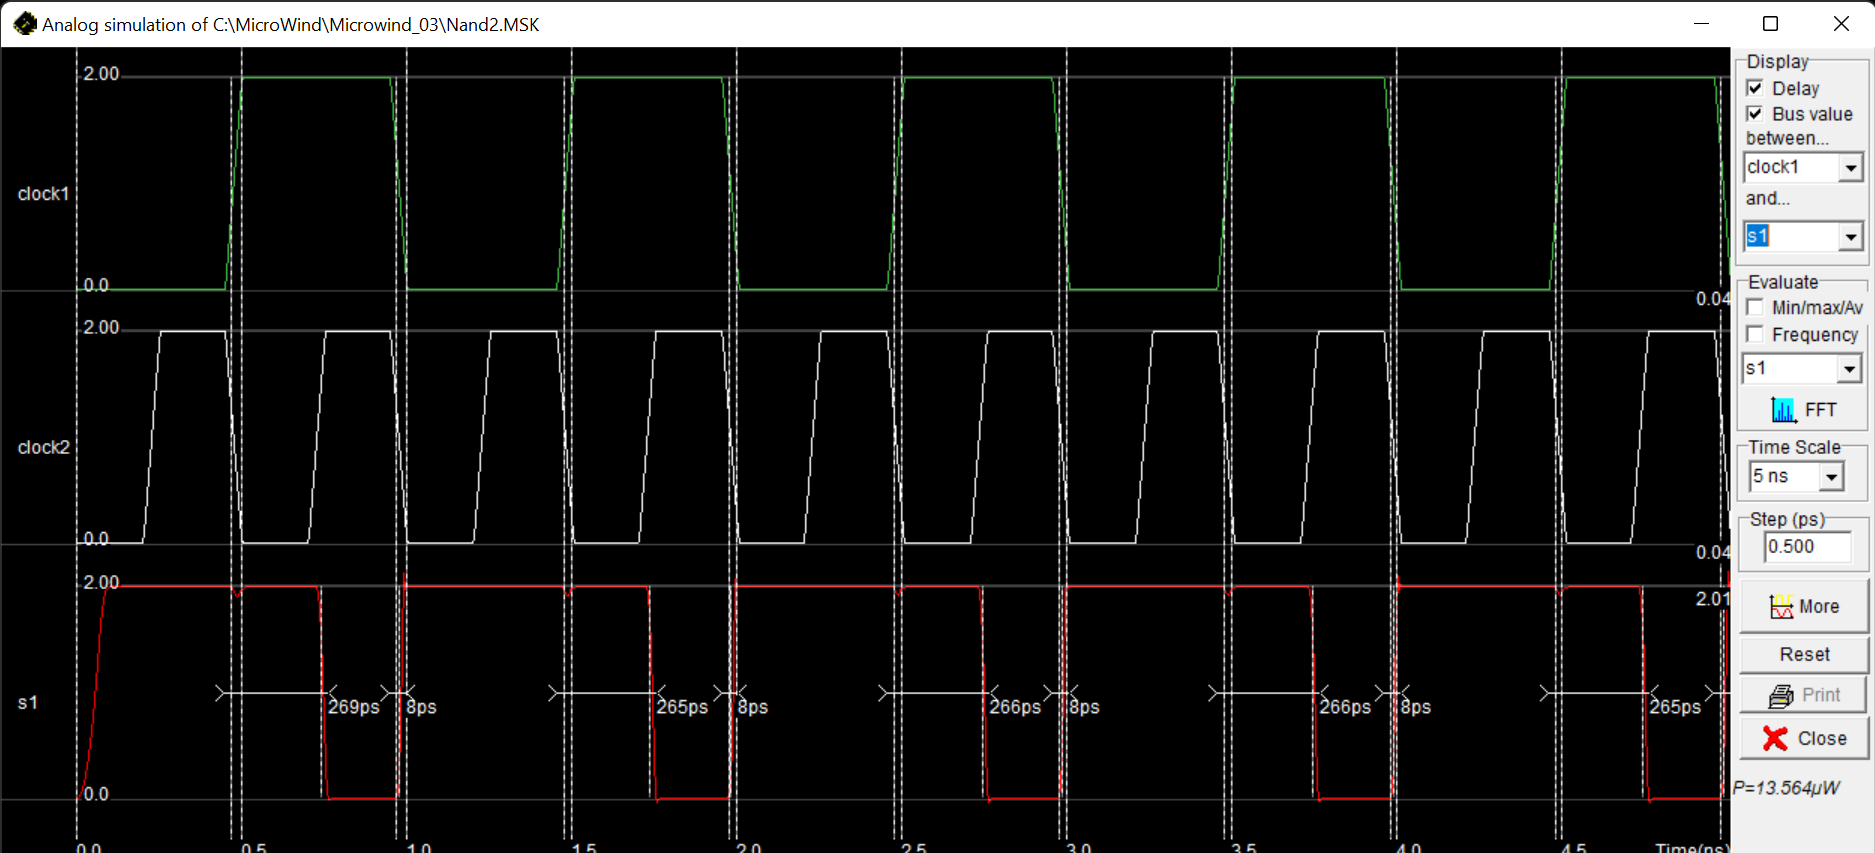 Analog simulation of C:\MicroWind\Microwind_03\Nand2.MSK
Display
Delay
Bus value
between...
clock1
and...
s1
Evaluate
Min/max/Av
Frequency
s1
FFT
Time Scale
5 ns
Step (ps)
0.500
More
Reset
Print
Close
P=13.564µW
2.00
clock1
0.0
0.04
2.00
clock2
0.0
0.04
2.00
2.01
s1
269ps 8ps 265ps 8ps 266ps 8ps 266ps 8ps 265ps
0.0
0.0 0.5 1.0 1.5 2.0 2.5 3.0 3.5 4.0 4.5 Time(ns)